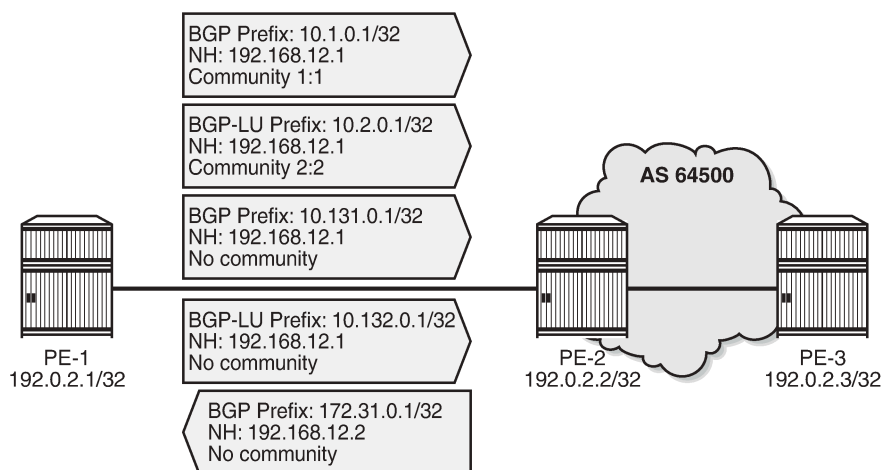 BGP Prefix: 10.1.0.1/32
NH: 192.168.12.1
Community 1:1
BGP-LU Prefix: 10.2.0.1/32
NH: 192.168.12.1
Community 2:2
AS 64500
BGP Prefix: 10.131.0.1/32
NH: 192.168.12.1
No community
BGP-LU Prefix: 10.132.0.1/32
NH: 192.168.12.1
No community
PE-1
192.0.2.1/32
PE-2
192.0.2.2/32
PE-3
192.0.2.3/32
BGP Prefix: 172.31.0.1/32
NH: 192.168.12.2
No community